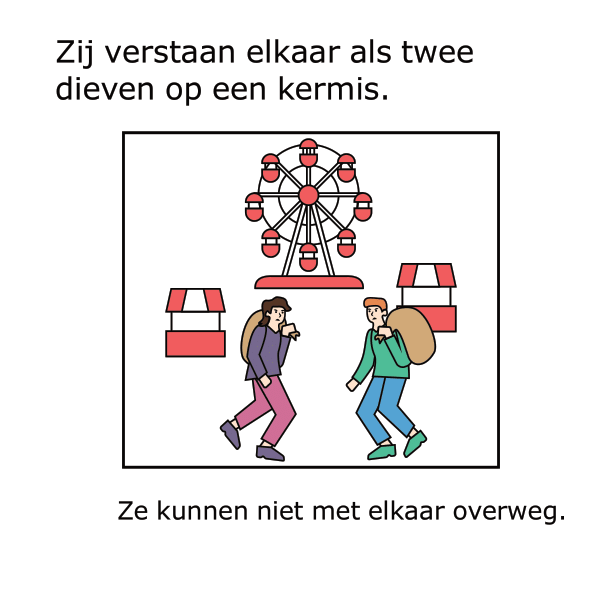 Zij verstaan elkaar als twee
dieven op een kermis.
Ze kunnen niet met elkaar overweg.